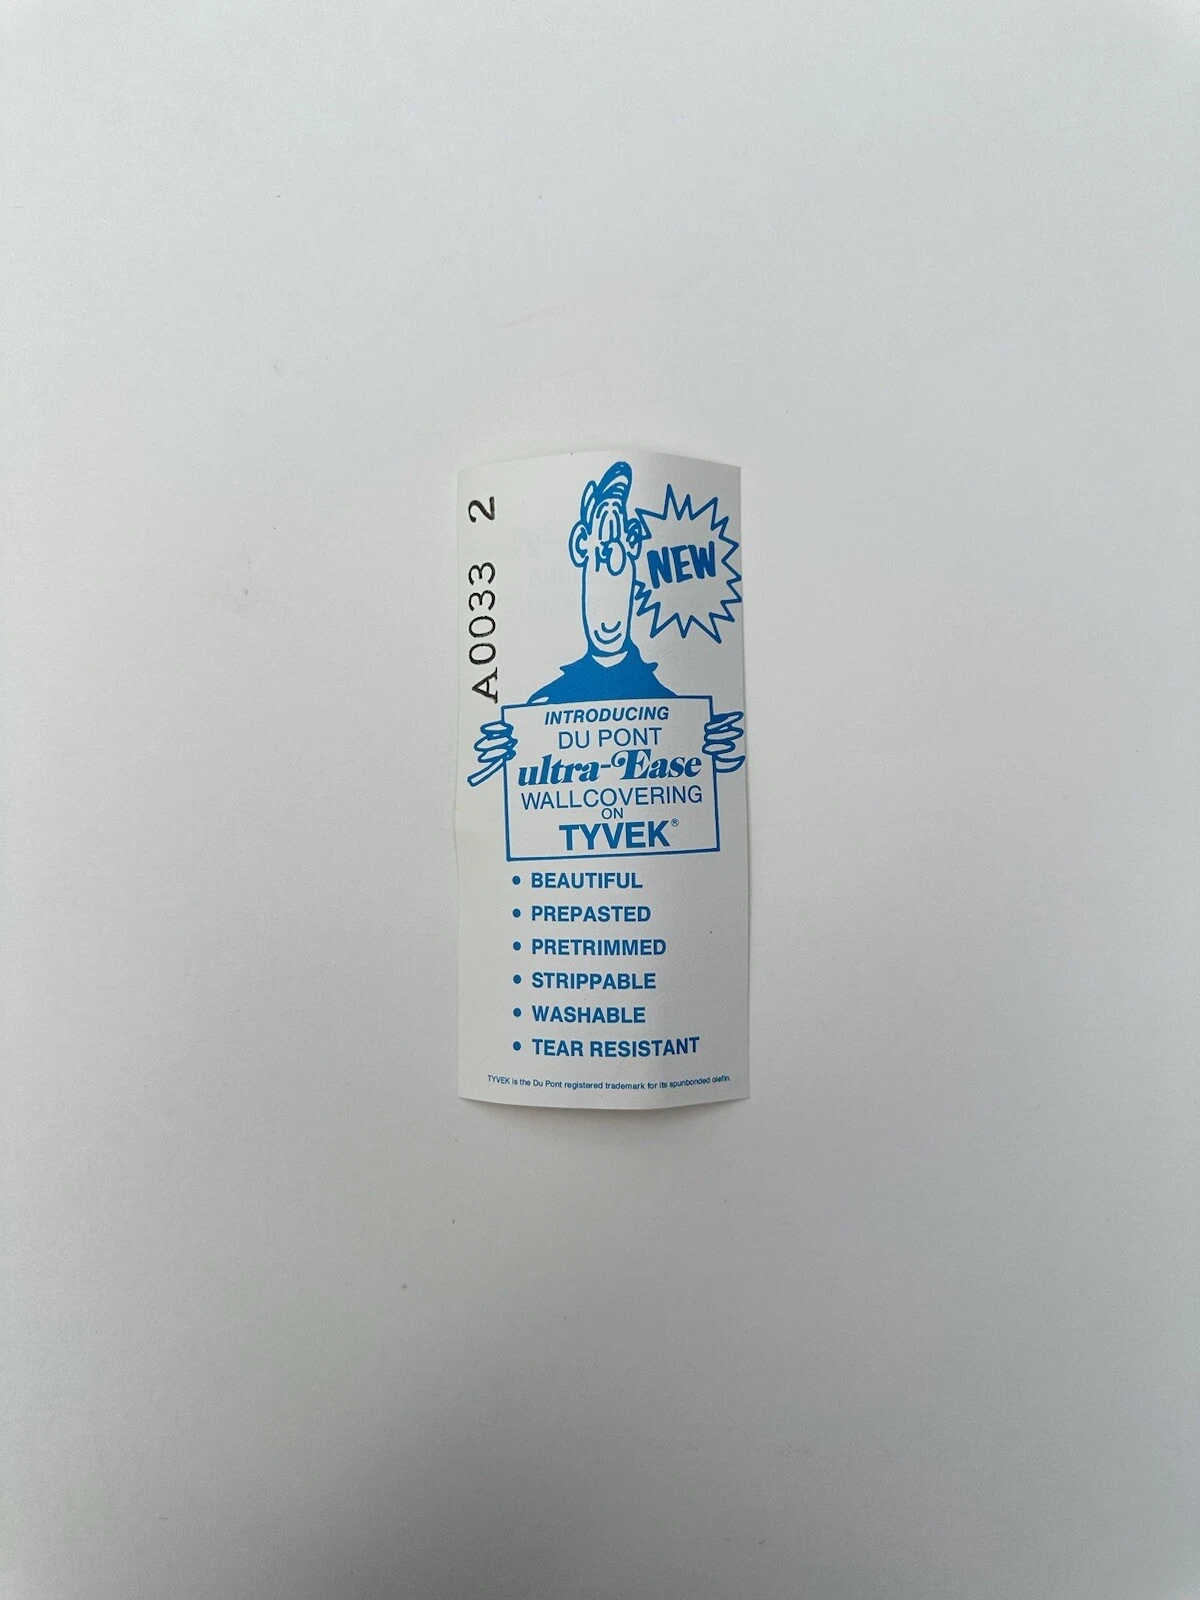 A0033 2
NEW
INTRODUCING
DU PONT
ultra-Ease
WALLCOVERING
ON
TYVEK®
• BEAUTIFUL
• PREPASTED
• PRETRIMMED
• STRIPPABLE
• WASHABLE
• TEAR RESISTANT
TYVEK is the Du Pont registered trademark for its spunbonded olefin.